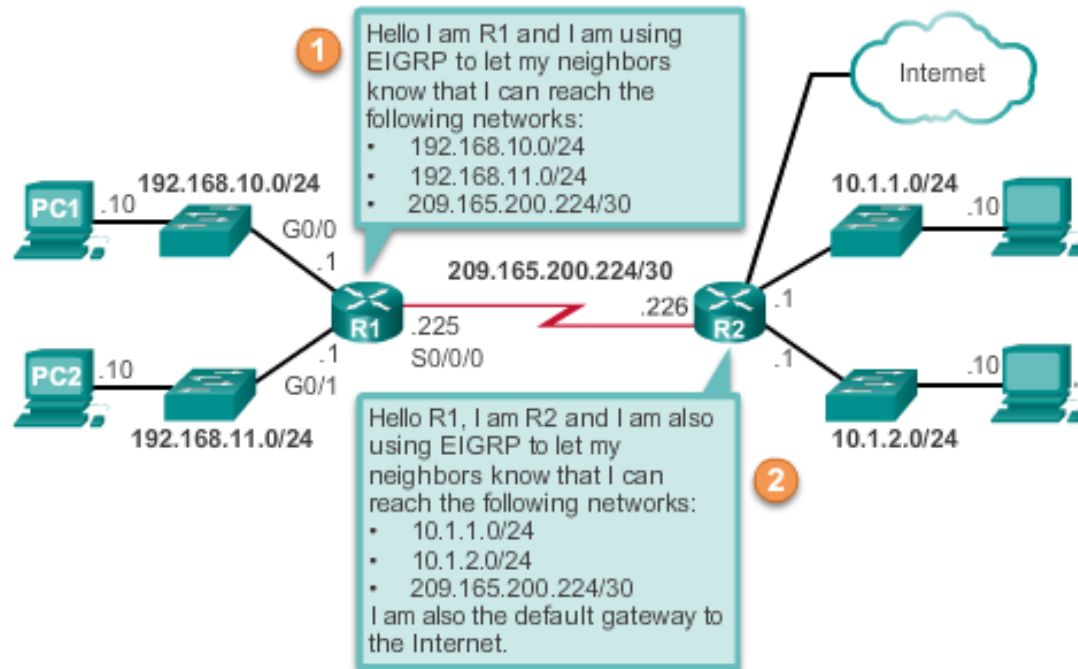 1
Hello I am R1 and I am using
EIGRP to let my neighbors
know that I can reach the
following networks:
• 192.168.10.0/24
• 192.168.11.0/24
• 209.165.200.224/30
Internet
192.168.10.0/24
PC1
.10
G0/0
.1
209.165.200.224/30
10.1.1.0/24
.10
.1
R1
.225
S0/0/0
.226
R2
PC2
.10
.1
G0/1
192.168.11.0/24
.1
.10
10.1.2.0/24
Hello R1, I am R2 and I am also
using EIGRP to let my
neighbors know that I can
reach the following networks:
• 10.1.1.0/24
• 10.1.2.0/24
• 209.165.200.224/30
I am also the default gateway to
the Internet.
2